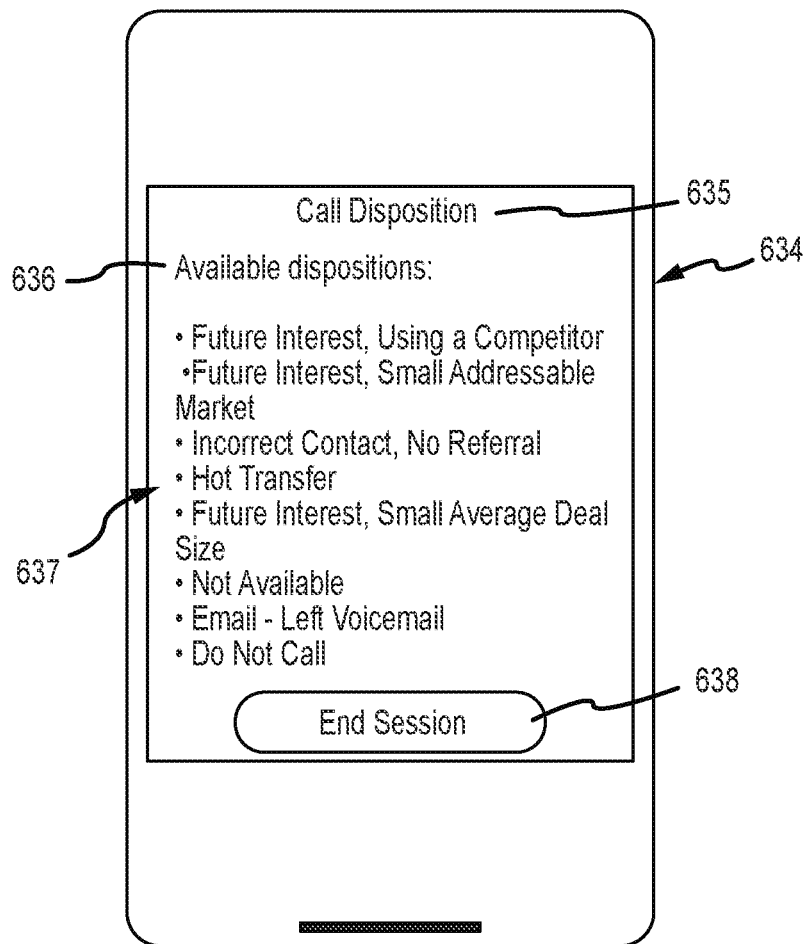 Call Disposition
635
634
636
Available dispositions:
• Future Interest, Using a Competitor
•Future Interest, Small Addressable
Market
• Incorrect Contact, No Referral
• Hot Transfer
• Future Interest, Small Average Deal
Size
637
• Not Available
• Email - Left Voicemail
• Do Not Call
638
End Session